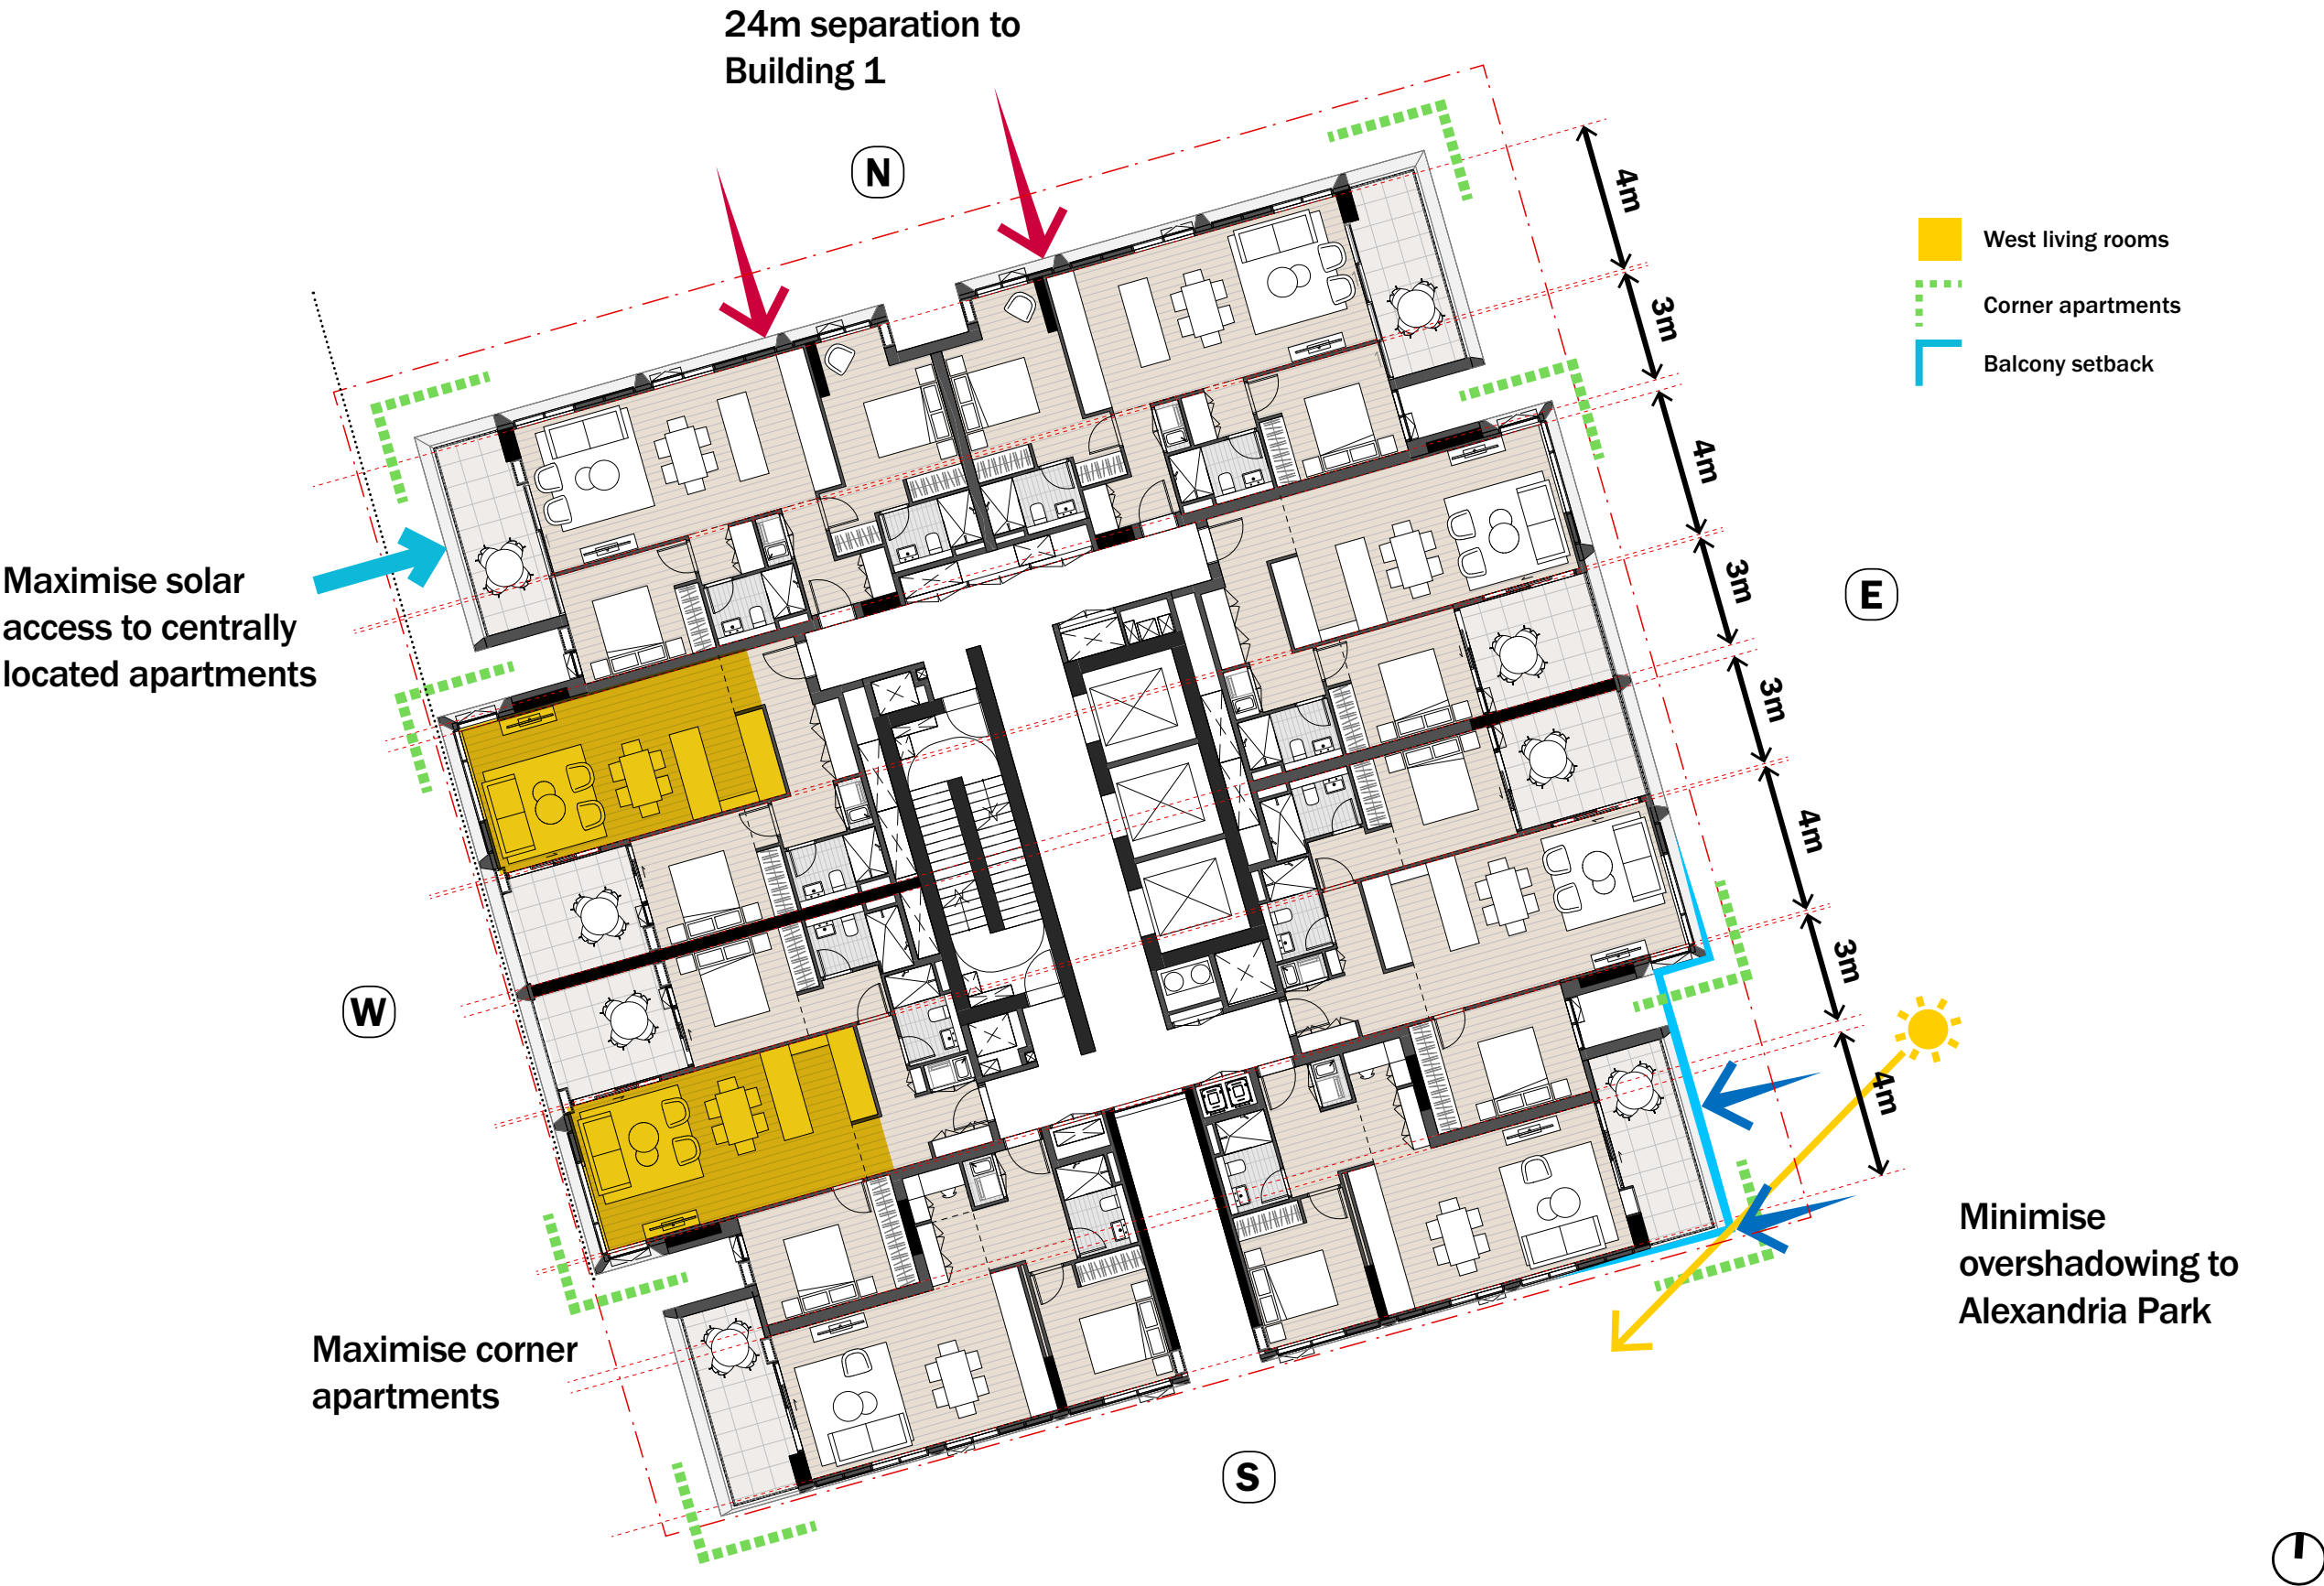 24m separation to
Building 1
N
4m
3m
4m
3m
3m
4m
3m
4m
West living rooms
Corner apartments
Balcony setback
E
Maximise solar
access to centrally
located apartments
W
Maximise corner
apartments
S
Minimise
overshadowing to
Alexandria Park